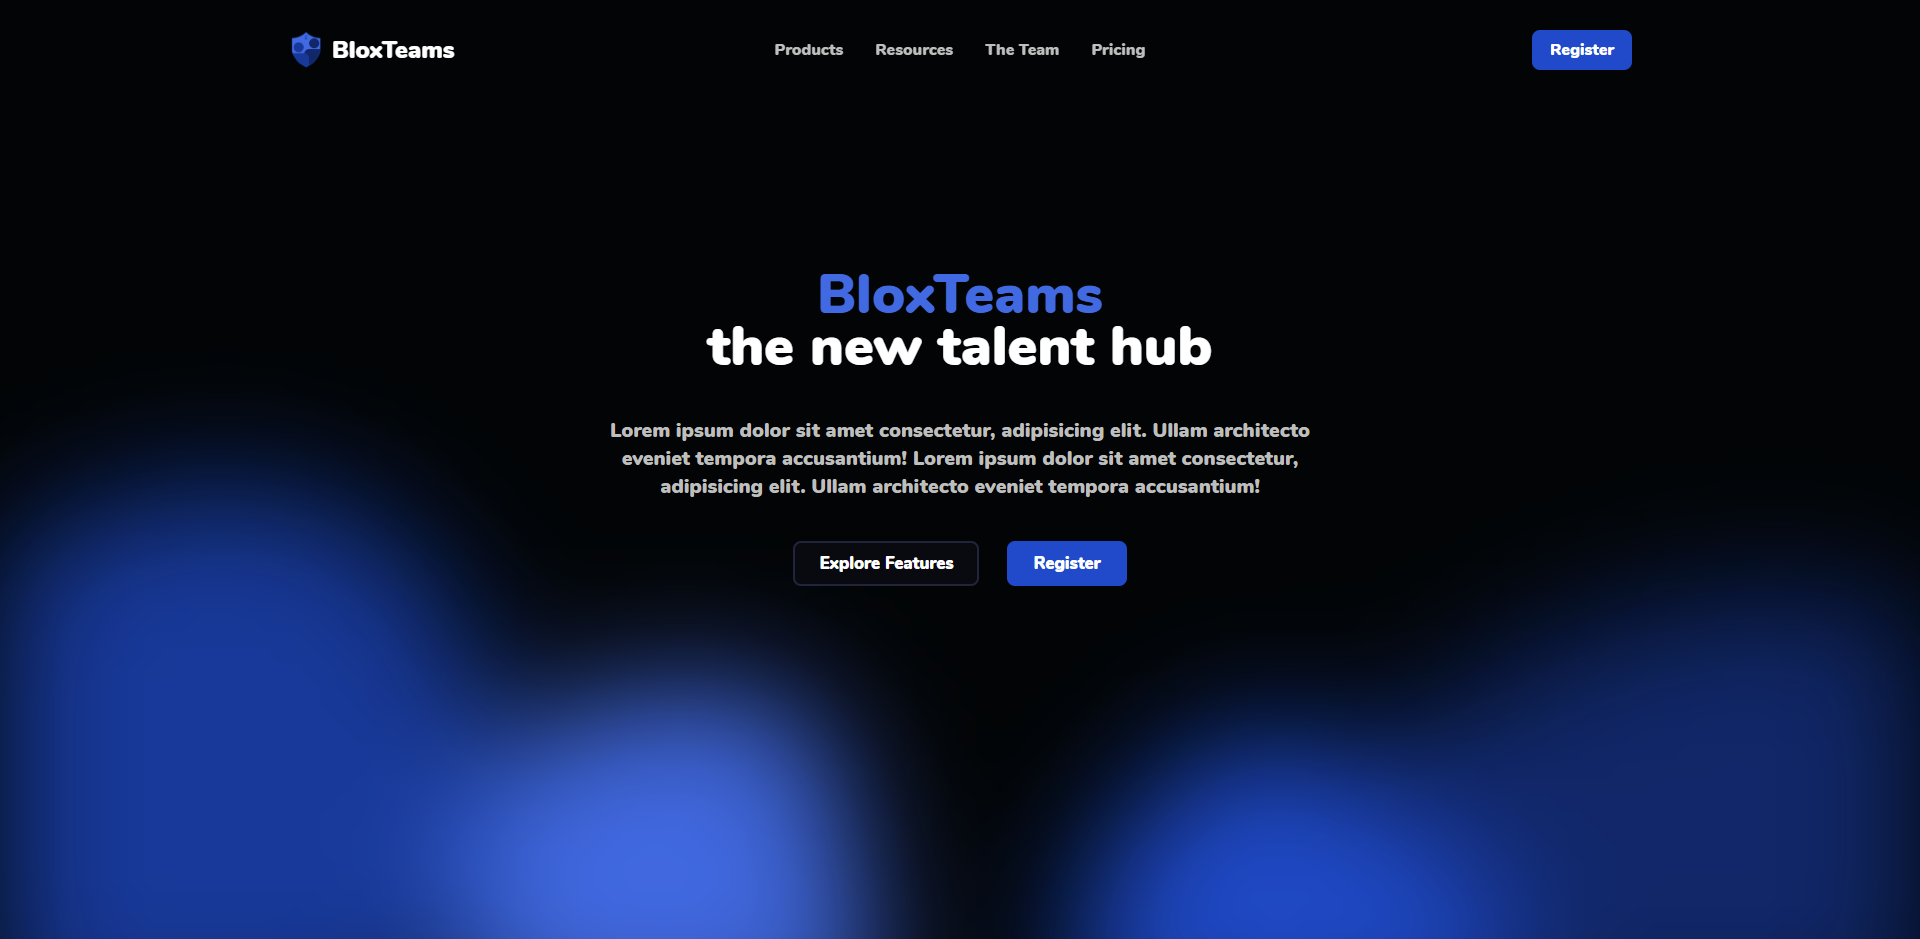 BloxTeams
Products
Resources
The Team
Pricing
Register
BloxTeams
the new talent hub
Lorem ipsum dolor sit amet consectetur, adipisicing elit. Ullam architecto
eveniet tempora accusantium! Lorem ipsum dolor sit amet consectetur,
adipisicing elit. Ullam architecto eveniet tempora accusantium!
Explore Features
Register